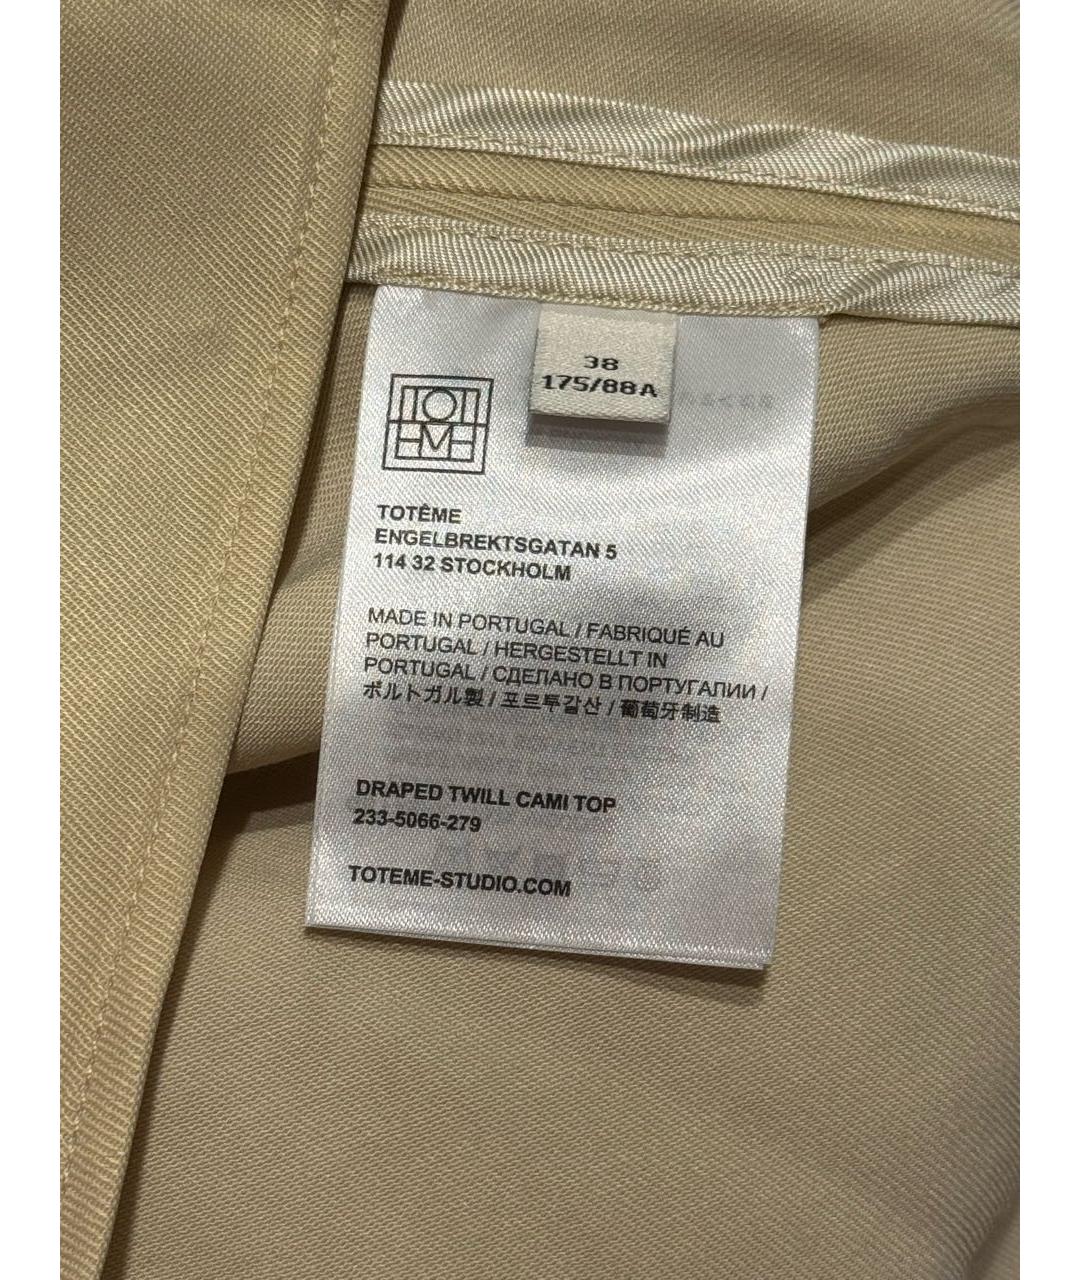 38
175/88A
TOTÊME
ENGELBREKTSGATAN 5
114 32 STOCKHOLM
MADE IN PORTUGAL / FABRIQUÉ AU
PORTUGAL / HERGESTELLT IN
PORTUGAL / СДЕЛАНО В ПОРТУГАЛИИ /
ポルトガル製 / 포르투갈산 / 葡萄牙制造
DRAPED TWILL CAMI TOP
233-5066-279
TOTEME-STUDIO.COM